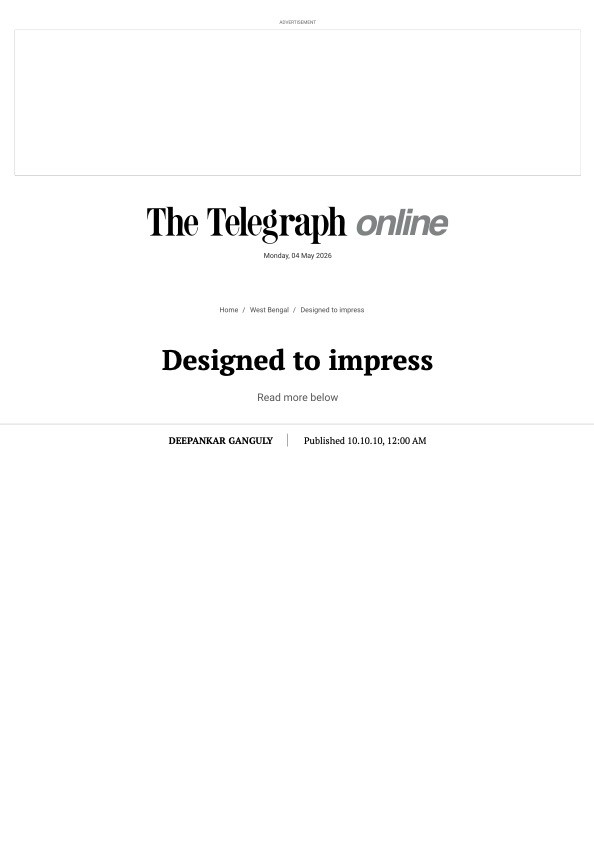 ADVERTISEMENT
The Telegraph online
Monday, 04 May 2026
Home / West Bengal / Designed to impress
Designed to impress
Read more below
DEEPANKAR GANGULY Published 10.10.10, 12:00 AM